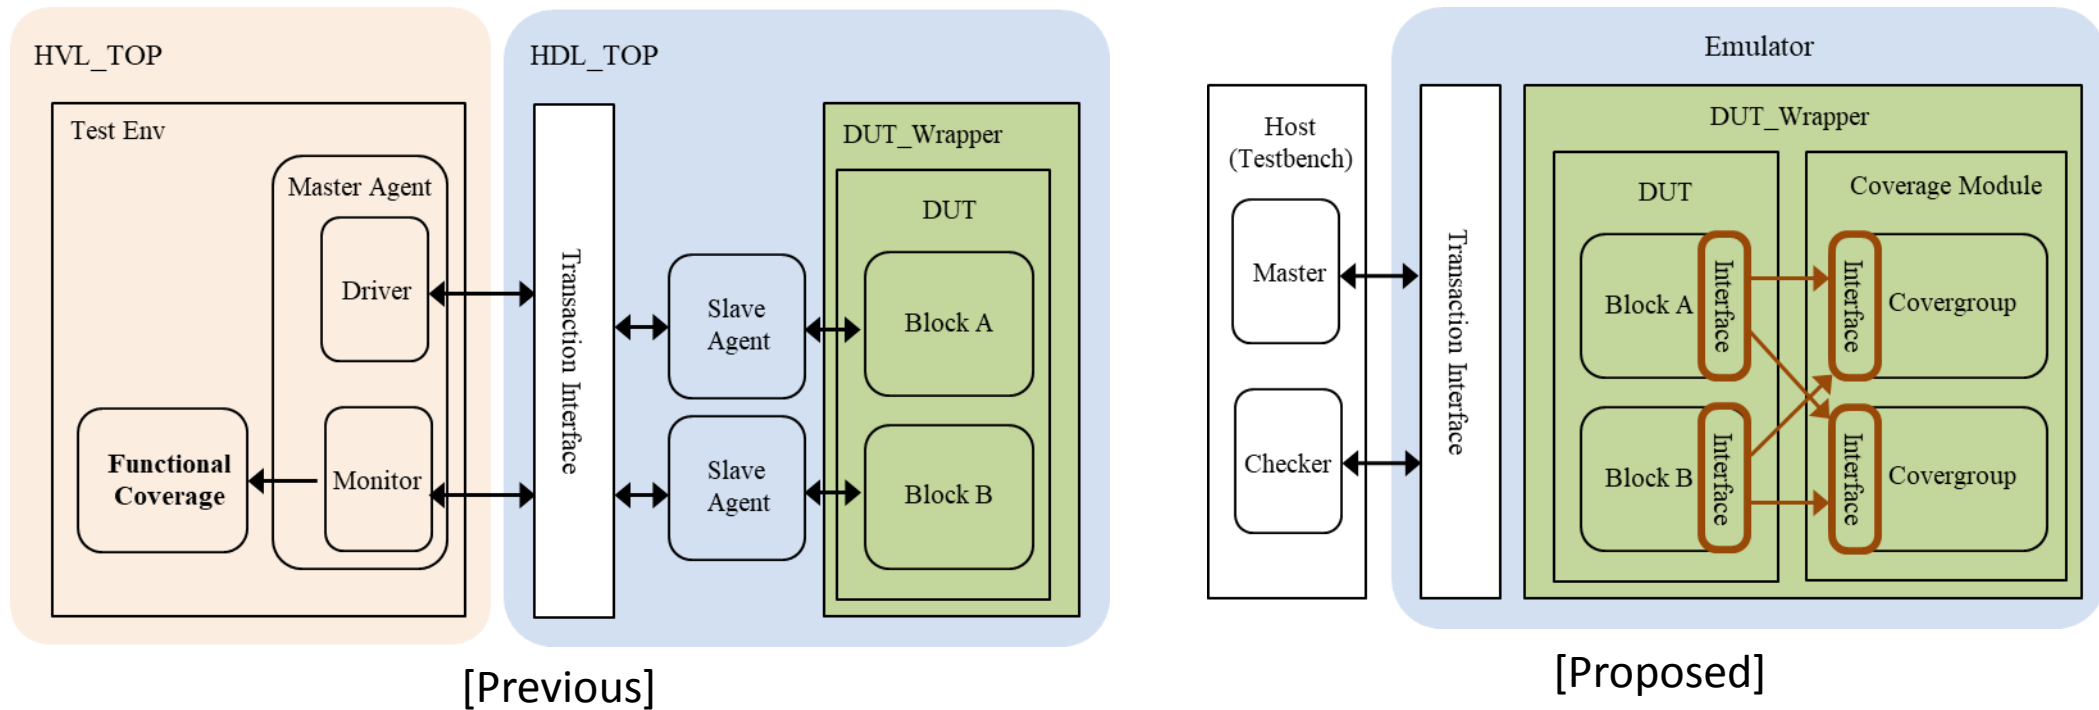 HVL_TOP
Test Env
Master Agent
Driver
Monitor
Functional
Coverage
HDL_TOP
Transaction Interface
Slave
Agent
Slave
Agent
DUT_Wrapper
DUT
Block A
Block B
[Previous]
Emulator
Host
(Testbench)
Master
Checker
Transaction Interface
DUT_Wrapper
DUT
Block A
Interface
Block B
Interface
Coverage Module
Interface
Covergroup
Interface
Covergroup
[Proposed]